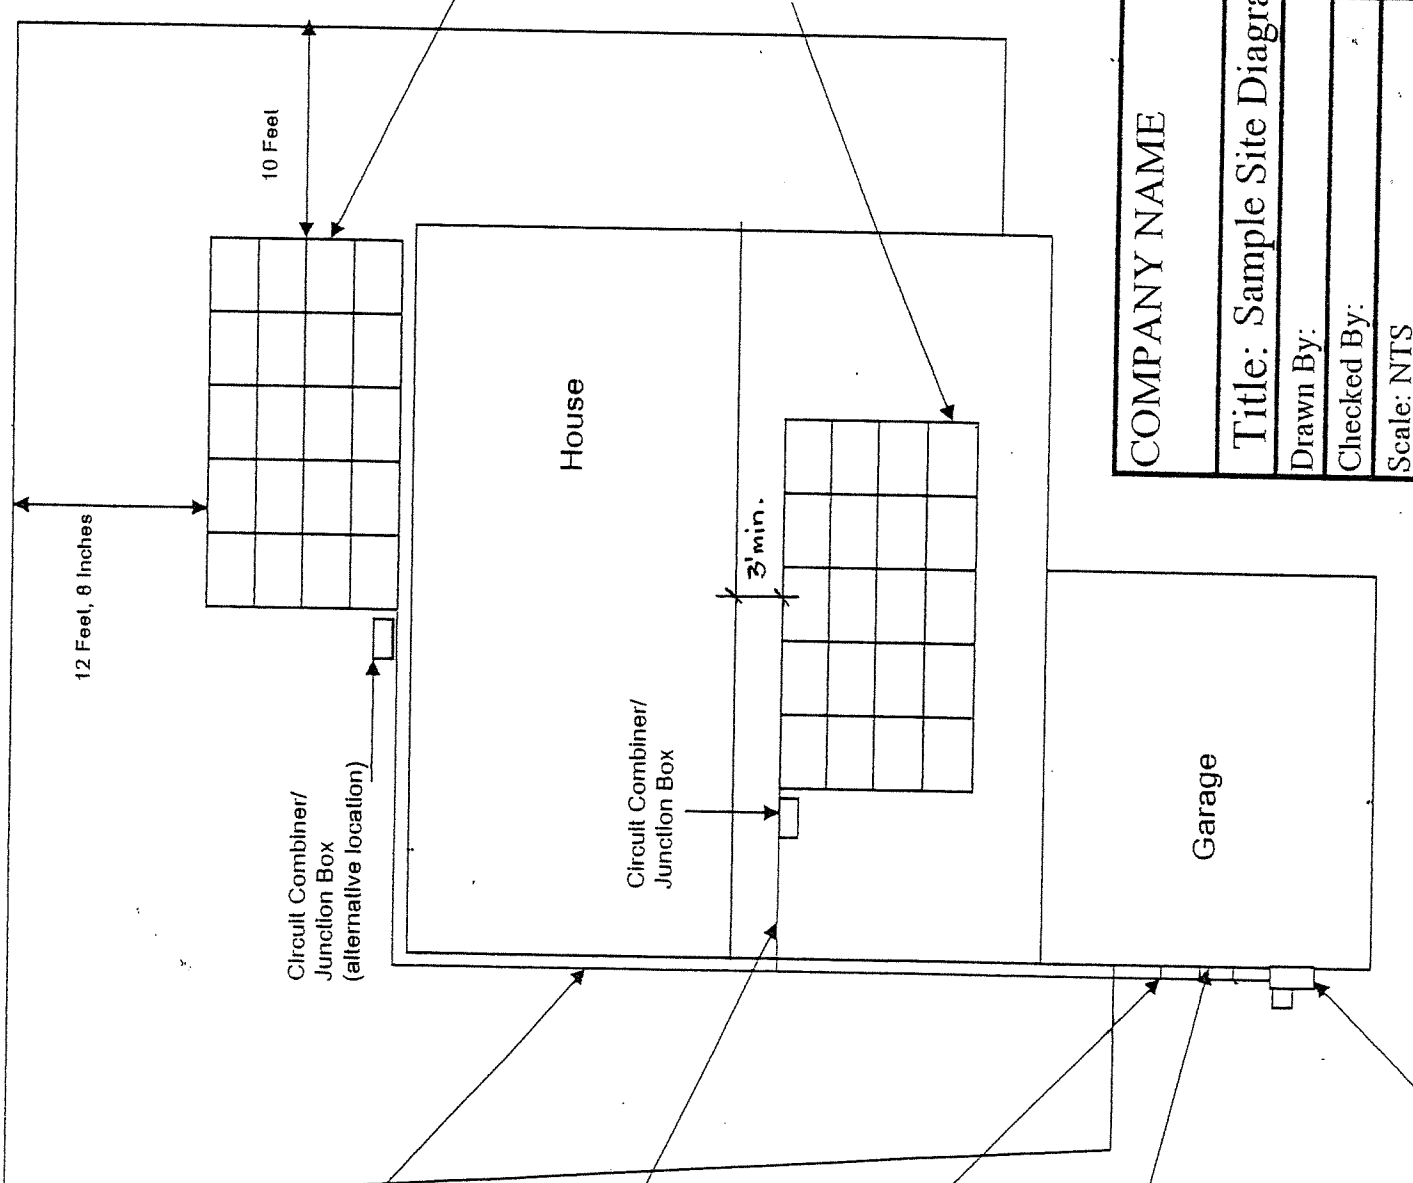 10 Feet
12 Feet, 8 Inches
House
3' min.
Circuit Combiner/
Junction Box
(alternative location)
Circuit Combiner/
Junction Box
Garage
COMPANY NAME
Title: Sample Site Diagra
Drawn By:
Checked By:
Scale: NTS